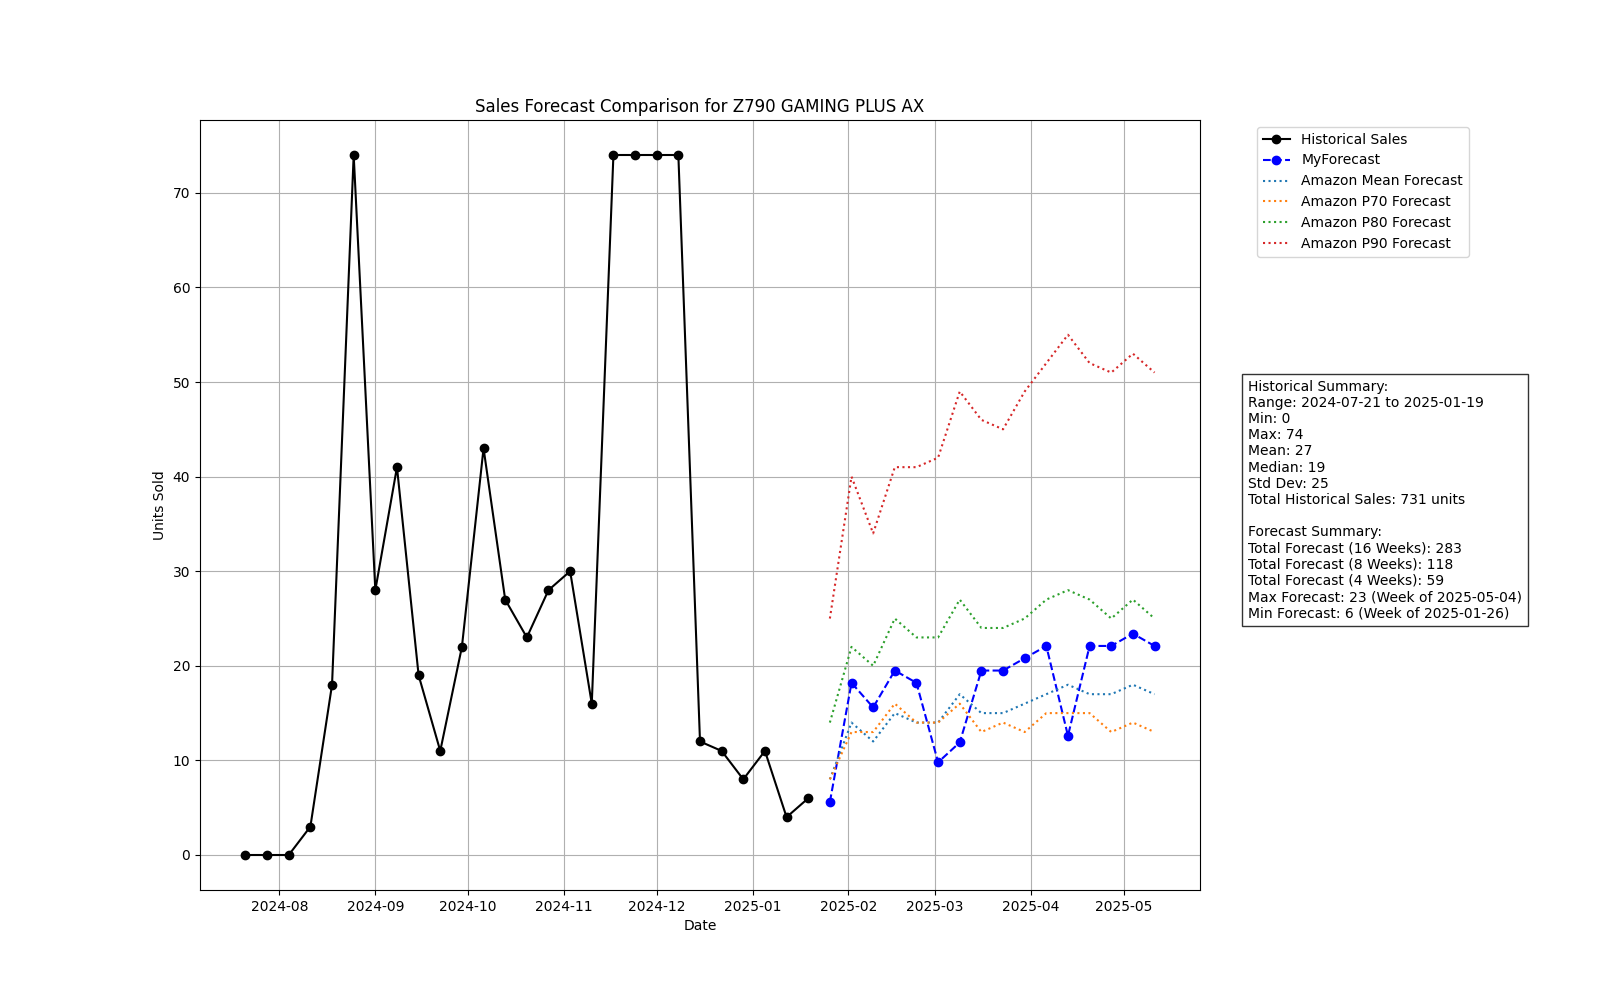 Sales Forecast Comparison for Z790 GAMING PLUS AX
Historical Sales
MyForecast
Amazon Mean Forecast
Amazon P70 Forecast
Amazon P80 Forecast
Amazon P90 Forecast
Units Sold
70
60
50
40
30
20
10
0
2024-08 2024-09 2024-10 2024-11 2024-12 2025-01 2025-02 2025-03 2025-04 2025-05
Date
Historical Summary:
Range: 2024-07-21 to 2025-01-19
Min: 0
Max: 74
Mean: 27
Median: 19
Std Dev: 25
Total Historical Sales: 731 units
Forecast Summary:
Total Forecast (16 Weeks): 283
Total Forecast (8 Weeks): 118
Total Forecast (4 Weeks): 59
Max Forecast: 23 (Week of 2025-05-04)
Min Forecast: 6 (Week of 2025-01-26)